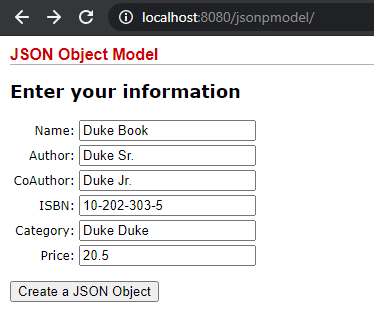 localhost:8080/jsonpmodel/
JSON Object Model
Enter your information
Name: Duke Book
Author: Duke Sr.
CoAuthor: Duke Jr.
ISBN: 10-202-303-5
Category: Duke Duke
Price: 20.5
Create a JSON Object